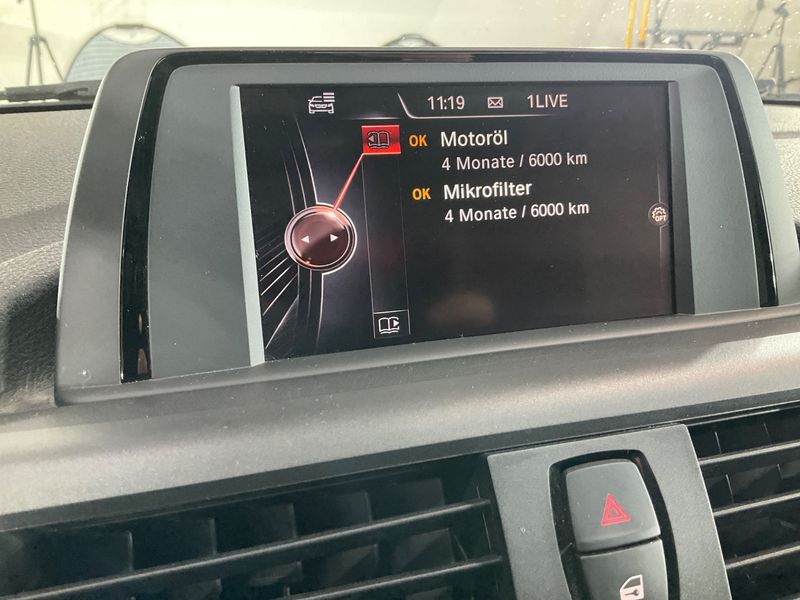 11:19 1LIVE
OK Motoröl
4 Monate / 6000 km
OK Mikrofilter
4 Monate / 6000 km
OPT